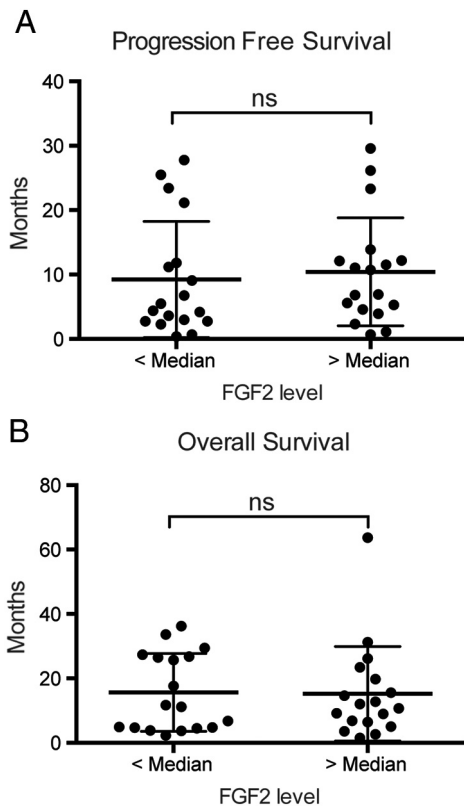 A
Progression Free Survival
40
ns
30
20
10
0
Months
< Median
> Median
FGF2 level
B
Overall Survival
80
ns
60
40
20
0
Months
< Median
> Median
FGF2 level